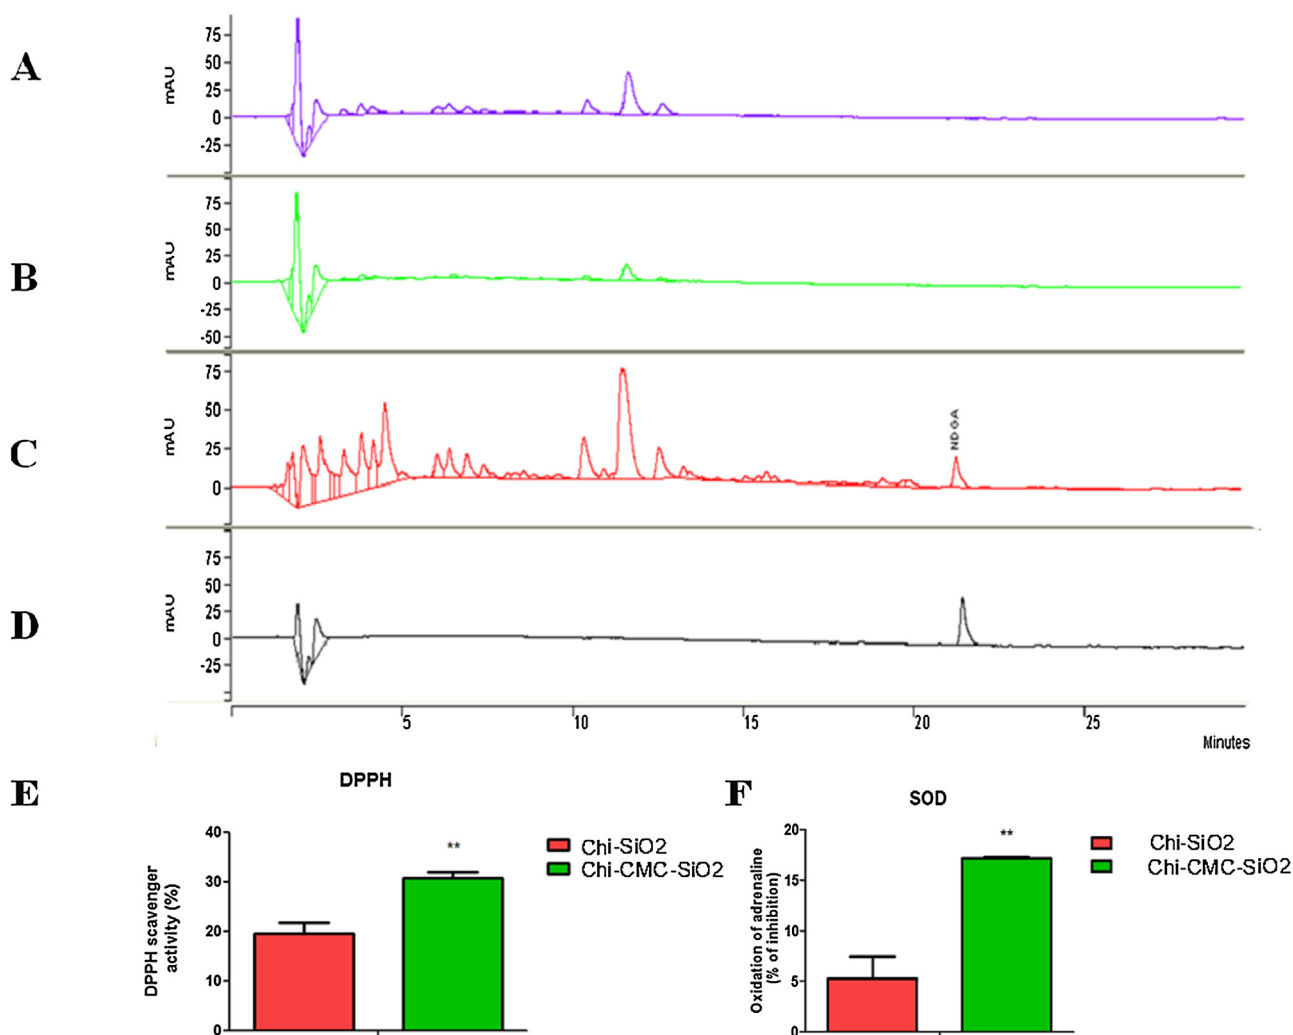 A
mAU
75
50
25
0
-25
B
mAU
75
50
25
0
-25
-50
C
mAU
75
50
25
0
NDGA
D
mAU
75
50
25
0
-25
5 10 15 20 25
Minutes
E
DPPH
DPPH scavenger
activity (%)
40
30
20
10
0
**
Chi-SiO2
Chi-CMC-SiO2
F
SOD
Oxidation of adrenaline
(% of inhibition)
20
15
10
5
0
**
Chi-SiO2
Chi-CMC-SiO2